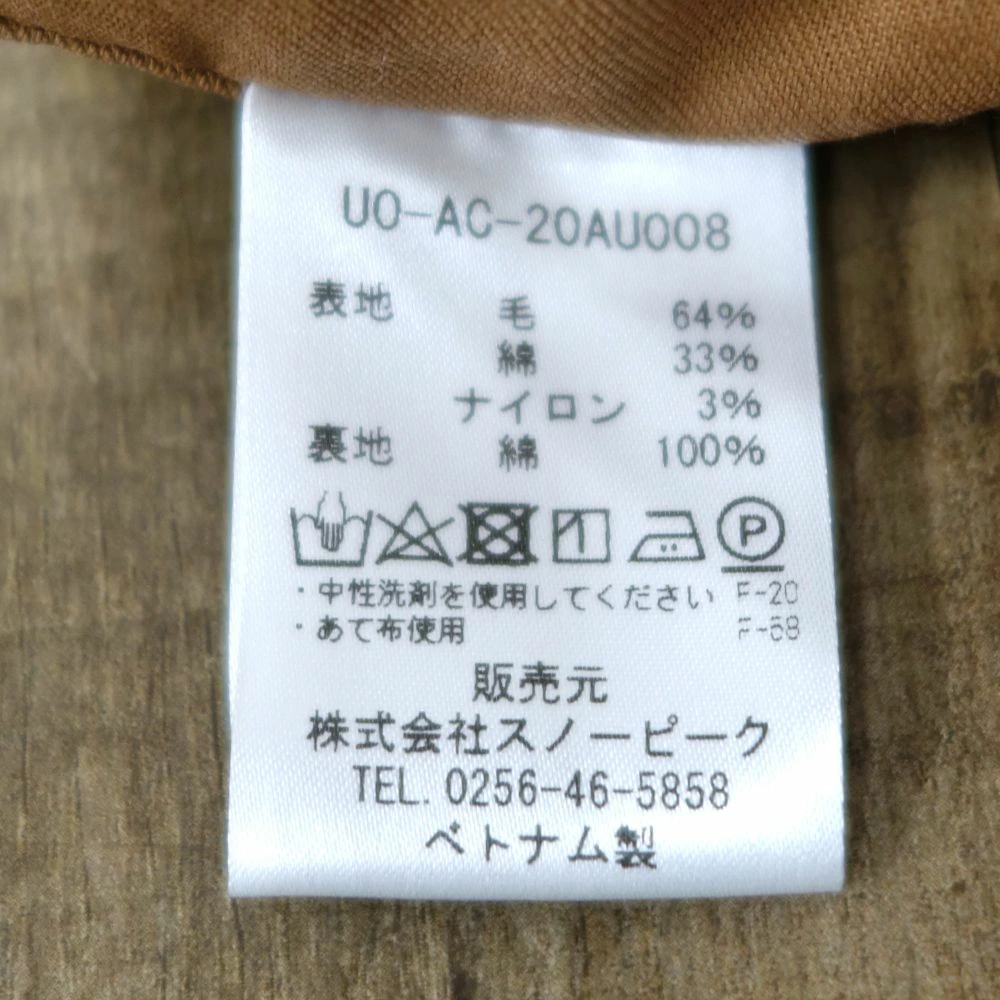 UO-AC-20AU008
表地 毛 64%
綿 33%
ナイロン 3%
裏地 綿 100%
P
・中性洗剤を使用してください F-20
・あて布使用 F-58
販売元
株式会社スノーピーク
TEL. 0256-46-5858
ベトナム製